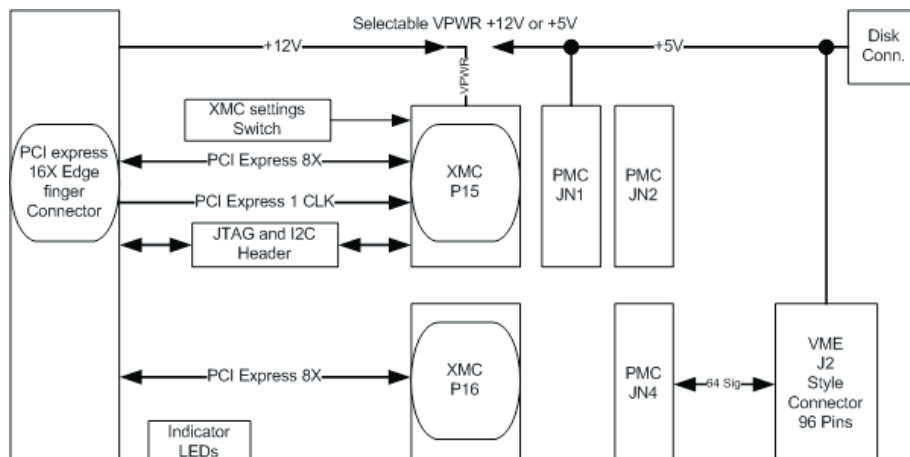 Selectable VPWR +12V or +5V
+12V
+5V
Disk
Conn.
VPWR
XMC settings
Switch
PCI express
16X Edge
finger
Connector
PCI Express 8X
XMC
P15
PMC
JN1
PMC
JN2
PCI Express 1 CLK
JTAG and I2C
Header
PCI Express 8X
XMC
P16
PMC
JN4
64 Sig
VME
J2
Style
Connector
96 Pins
Indicator
LEDs